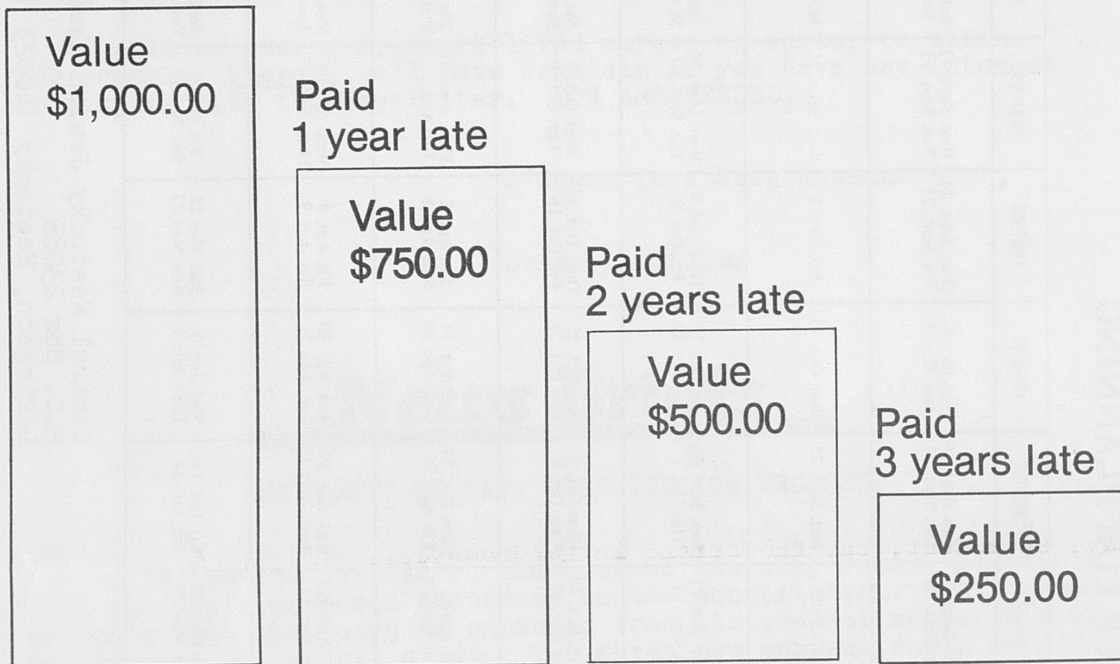 Value
$1,000.00
Paid
1 year late
Value
$750.00
Paid
2 years late
Value
$500.00
Paid
3 years late
Value
$250.00